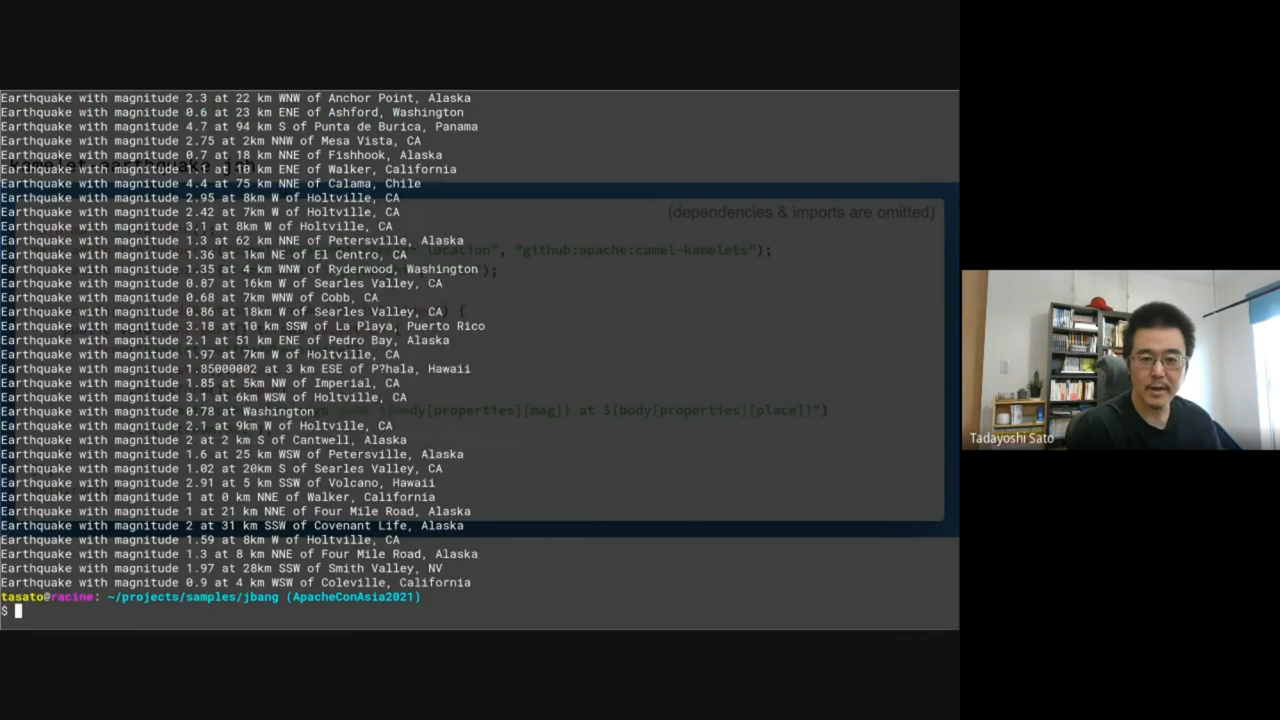 Earthquake with magnitude 2.3 at 22 km WNW of Anchor Point, Alaska
Earthquake with magnitude 0.6 at 23 km ENE of Ashford, Washington
Earthquake with magnitude 4.7 at 94 km S of Punta de Burica, Panama
Earthquake with magnitude 2.75 at 2km NNW of Mesa Vista, CA
Earthquake with magnitude 0.7 at 18 km NNE of Fishhook, Alaska
Earthquake with magnitude at 10 km ENE of Walker, California
Earthquake with magnitude 4.4 at 75 km NNE of Calama, Chile
Earthquake with magnitude 2.95 at 8km W of Holtville, CA
Earthquake with magnitude 2.42 at 7km W of Holtville, CA
(dependencies & imports are omitted)
Earthquake with magnitude 3.1 at 8km W of Holtville, CA
Earthquake with magnitude 1.3 at 62 km NNE of Petersville, Alaska
location", "github:apache:camel-kamelets");
Earthquake with magnitude 1.36 at 1km NE of El Centro, CA
Earthquake with magnitude 1.35 at 4 km WNW of Ryderwood, Washington
");
Earthquake with magnitude 0.87 at 16km W of Searles Valley, CA
Earthquake with magnitude 0.68 at 7km WNW of Cobb, CA
Earthquake with magnitude 0.86 at 18km W of Searles Valley, CA
) {
Earthquake with magnitude 3.18 at 10 km SSW of La Playa, Puerto Rico
Earthquake with magnitude 2.1 at 51 km ENE of Pedro Bay, Alaska
Earthquake with magnitude 1.97 at 7km W of Holtville, CA
Earthquake with magnitude 1.85000002 at 3 km ESE of P?hala, Hawaii
Earthquake with magnitude 1.85 at 5km NW of Imperial, CA
Earthquake with magnitude 3.1 at 6km WSW of Holtville, CA
Earthquake with magnitude 0.78 at Washington
body[properties][mag]} at ${body[properties][place]}")
Earthquake with magnitude 2.1 at 9km W of Holtville, CA
Earthquake with magnitude 2 at 2 km S of Cantwell, Alaska
Earthquake with magnitude 1.6 at 25 km WSW of Petersville, Alaska
Earthquake with magnitude 1.02 at 20km S of Searles Valley, CA
Earthquake with magnitude 2.91 at 5 km SSW of Volcano, Hawaii
Earthquake with magnitude 1 at 0 km NNE of Walker, California
Earthquake with magnitude 1 at 21 km NNE of Four Mile Road, Alaska
Earthquake with magnitude 2 at 31 km SSW of Covenant Life, Alaska
Earthquake with magnitude 1.59 at 8km W of Holtville, CA
Earthquake with magnitude 1.3 at 8 km NNE of Four Mile Road, Alaska
Earthquake with magnitude 1.97 at 28km SSW of Smith Valley, NV
Earthquake with magnitude 0.9 at 4 km WSW of Coleville, California
tasato@racine: ~/projects/samples/jbang (ApacheConAsia2021)
$
Tadayoshi Sato